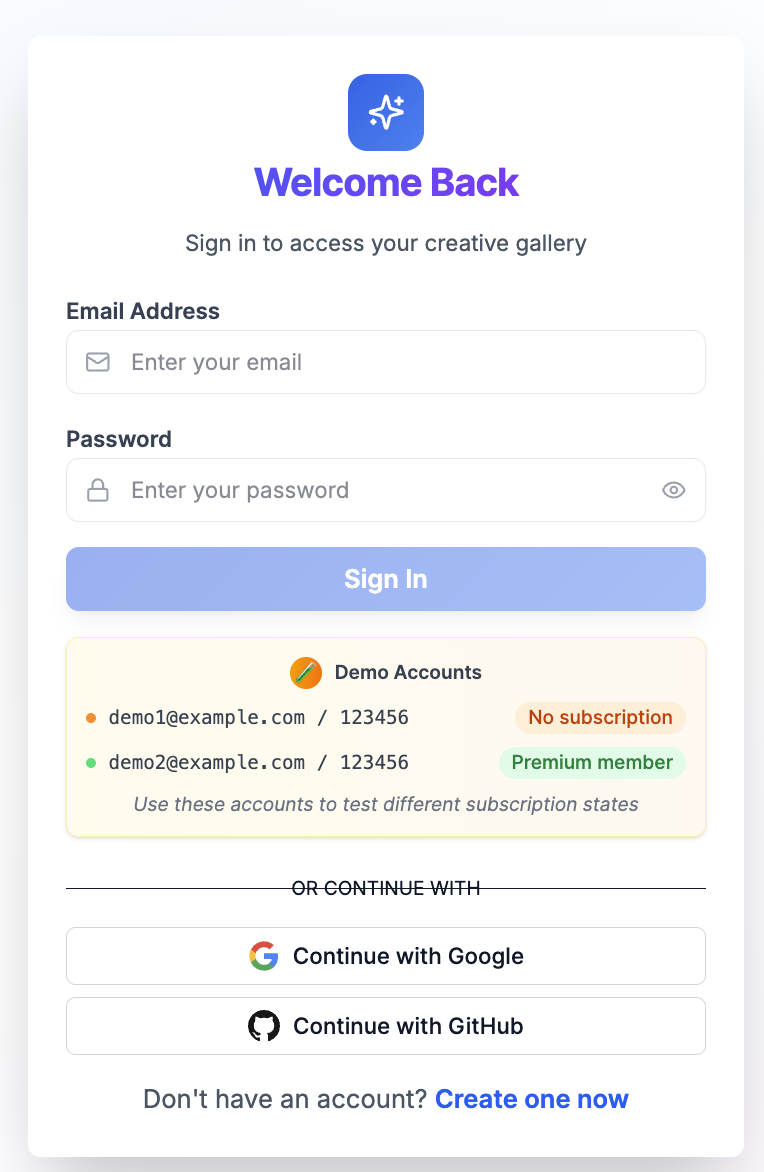 Welcome Back
Sign in to access your creative gallery
Email Address
Enter your email
Password
Enter your password
Sign In
Demo Accounts
demo1@example.com / 123456 No subscription
demo2@example.com / 123456 Premium member
Use these accounts to test different subscription states
OR CONTINUE WITH
Continue with Google
Continue with GitHub
Don't have an account? Create one now